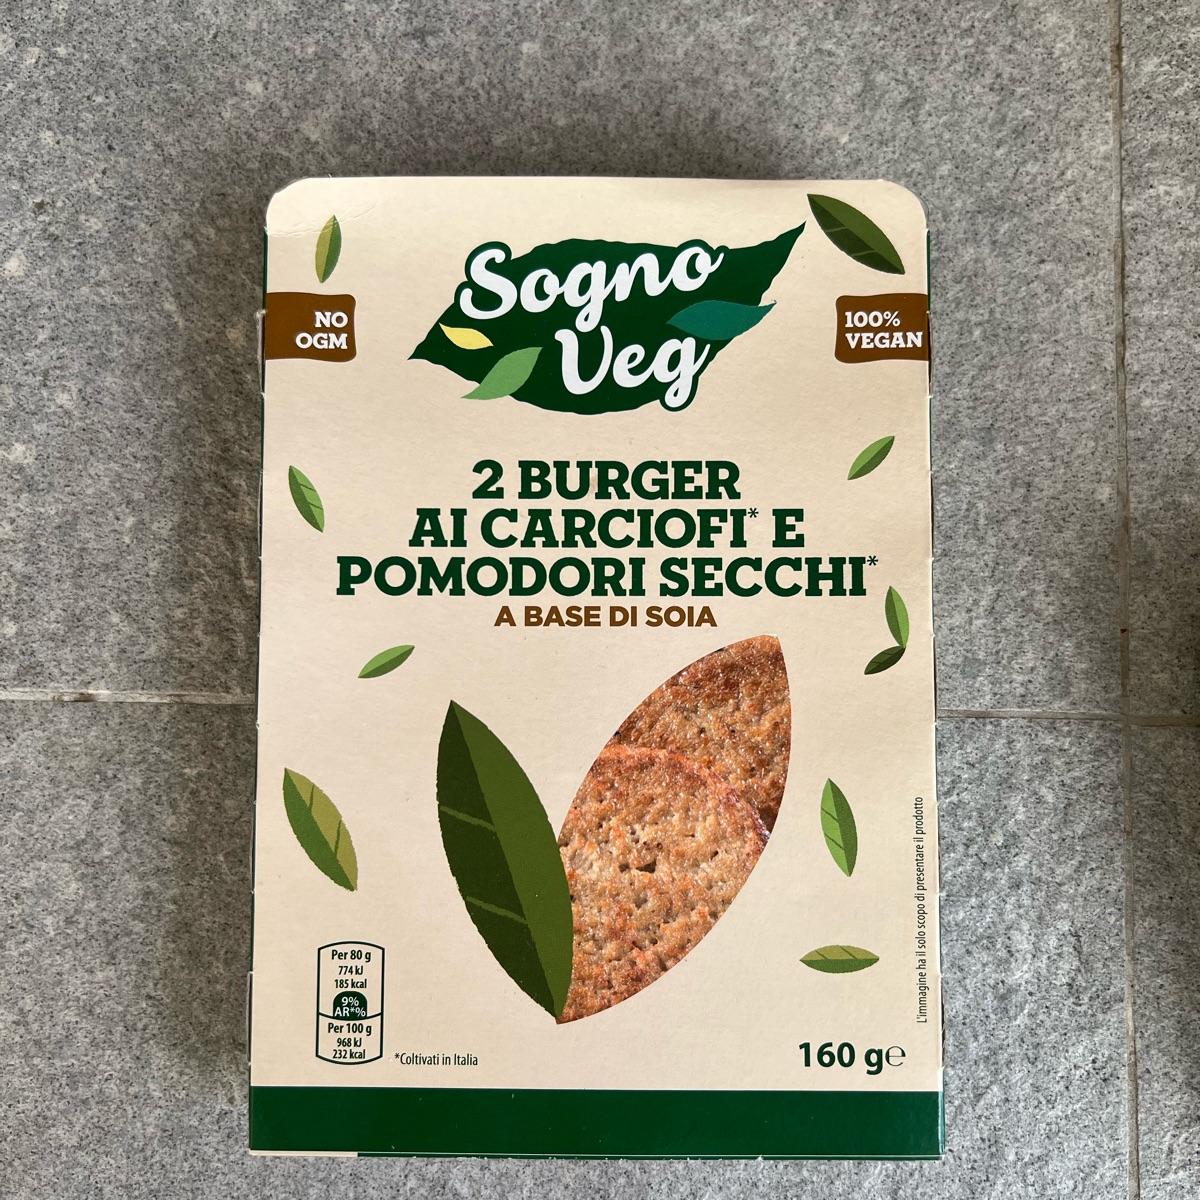 Sogno
Veg
NO
OGM
100%
VEGAN
2 BURGER
AI CARCIOFI* E
POMODORI SECCHI*
A BASE DI SOIA
L'immagine ha il solo scopo di presentare il prodotto
Per 80 g
774 kJ
185 kcal
9%
AR*%
Per 100 g
968 kJ
232 kcal
*Coltivati in Italia
160 g℮